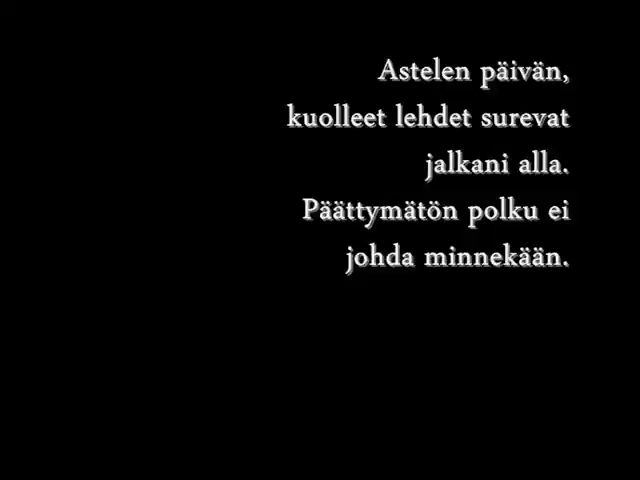 Astelen päivän,
kuolleet lehdet surevat
jalkani alla.
Päättymätön polku ei
johda minnekään.